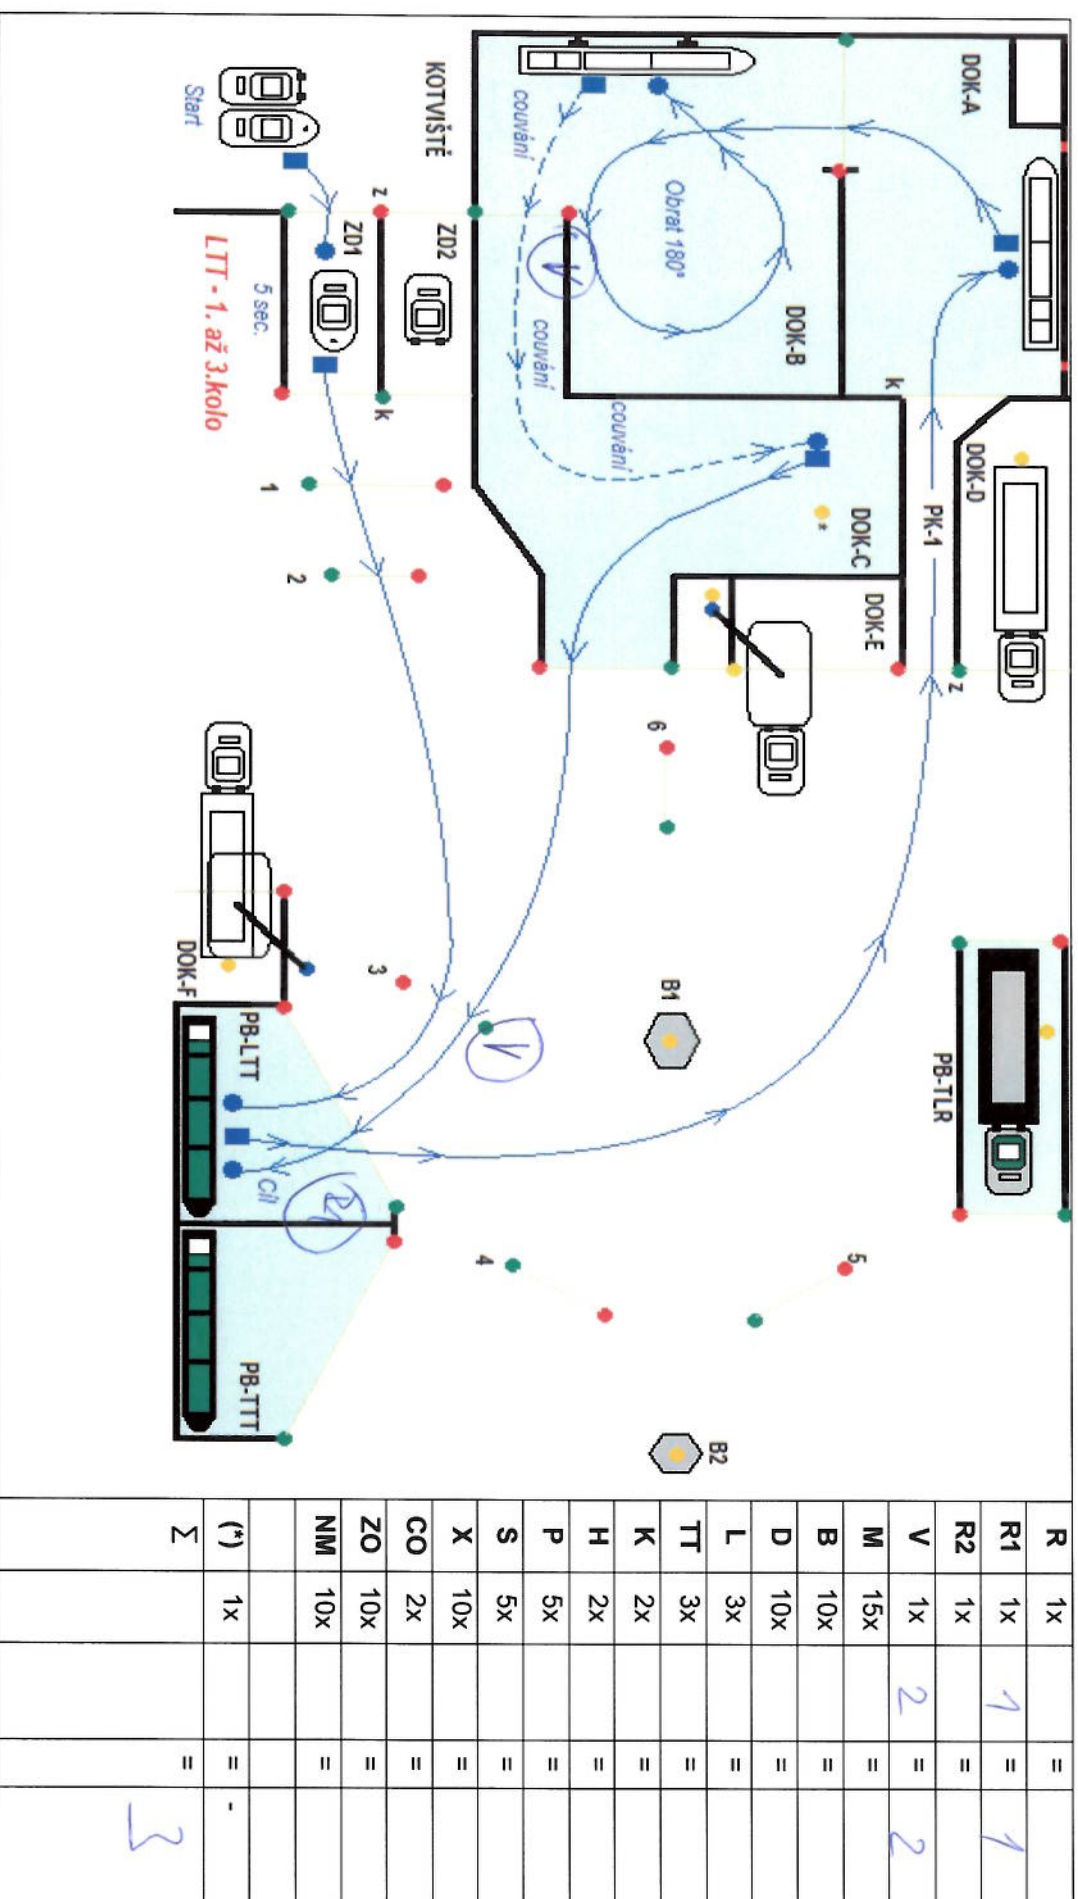 DOK-A
DOK-D
z
PK-1
k
DOK-E
DOK-C
*
DOK-B
Obrat 180°
couvání
couvání
couvání
V
KOTVIŠTĚ
ZD2
z
k
ZD1
Start
5 sec.
LTT - 1. až 3.kolo
1
2
6
3
V
B1
PB-TLR
5
4
B2
DOK-F
PB-LTT
Cíl
R1
PB-TTT
R 1x =
R1 1x 1 = 1
R2 1x =
V 1x 2 = 2
M 15x =
B 10x =
D 10x =
L 3x =
TT 3x =
K 2x =
H 2x =
P 5x =
S 5x =
X 10x =
CO 2x =
ZO 10x =
NM 10x =
(*) 1x = -
Σ = 3